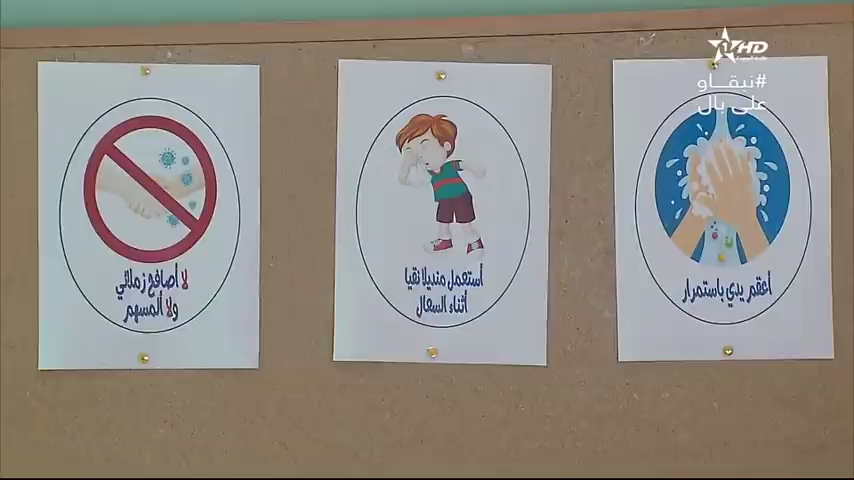 HD
#نبقاو
على بال
أعقم يدي باستمرار
أستعمل منديلا نقيا
أثناء السعال
لا أصافح زملائي
ولا ألمسهم